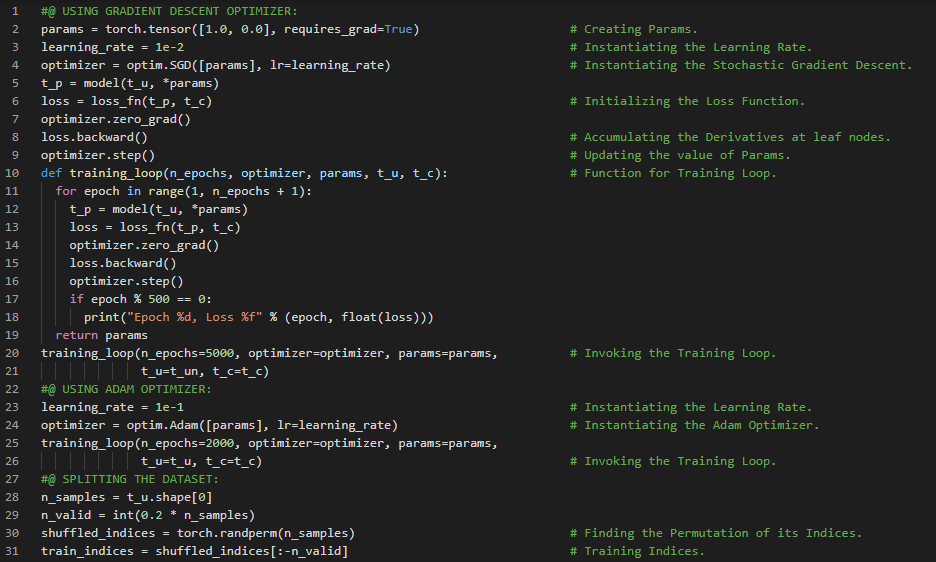 1 #@ USING GRADIENT DESCENT OPTIMIZER:
2 params = torch.tensor([1.0, 0.0], requires_grad=True) # Creating Params.
3 learning_rate = 1e-2 # Instantiating the Learning Rate.
4 optimizer = optim.SGD([params], lr=learning_rate) # Instantiating the Stochastic Gradient Descent.
5 t_p = model(t_u, *params)
6 loss = loss_fn(t_p, t_c) # Initializing the Loss Function.
7 optimizer.zero_grad()
8 loss.backward() # Accumulating the Derivatives at leaf nodes.
9 optimizer.step() # Updating the value of Params.
10 def training_loop(n_epochs, optimizer, params, t_u, t_c): # Function for Training Loop.
11 for epoch in range(1, n_epochs + 1):
12 t_p = model(t_u, *params)
13 loss = loss_fn(t_p, t_c)
14 optimizer.zero_grad()
15 loss.backward()
16 optimizer.step()
17 if epoch % 500 == 0:
18 print("Epoch %d, Loss %f" % (epoch, float(loss)))
19 return params
20 training_loop(n_epochs=5000, optimizer=optimizer, params=params, # Invoking the Training Loop.
21 t_u=t_un, t_c=t_c)
22 #@ USING ADAM OPTIMIZER:
23 learning_rate = 1e-1 # Instantiating the Learning Rate.
24 optimizer = optim.Adam([params], lr=learning_rate) # Instantiating the Adam Optimizer.
25 training_loop(n_epochs=2000, optimizer=optimizer, params=params,
26 t_u=t_u, t_c=t_c) # Invoking the Training Loop.
27 #@ SPLITTING THE DATASET:
28 n_samples = t_u.shape[0]
29 n_valid = int(0.2 * n_samples)
30 shuffled_indices = torch.randperm(n_samples) # Finding the Permutation of its Indices.
31 train_indices = shuffled_indices[:-n_valid] # Training Indices.